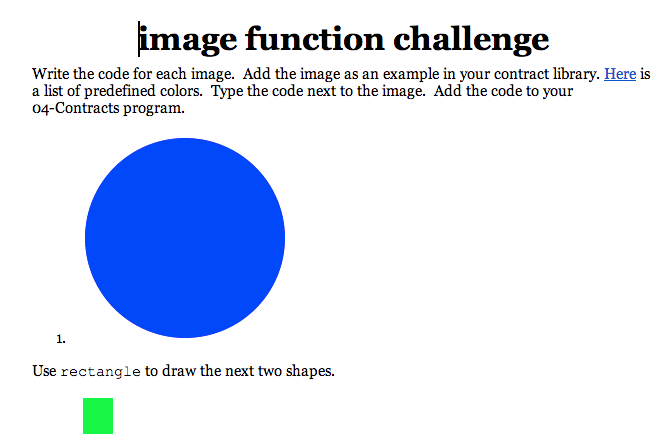 image function challenge
Write the code for each image.  Add the image as an example in your contract library. Here is
a list of predefined colors.  Type the code next to the image.  Add the code to your
04-Contracts program.
1.
Use rectangle to draw the next two shapes.